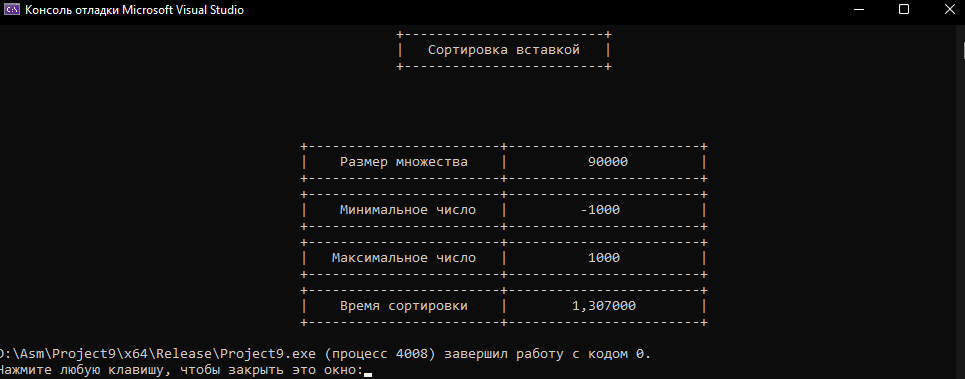 Консоль отладки Microsoft Visual Studio
+-------------------------+
| Сортировка вставкой |
+-------------------------+
+------------------------+------------------------+
| Размер множества | 90000 |
+------------------------+------------------------+
+------------------------+------------------------+
| Минимальное число | -1000 |
+------------------------+------------------------+
+------------------------+------------------------+
| Максимальное число | 1000 |
+------------------------+------------------------+
+------------------------+------------------------+
| Время сортировки | 1,307000 |
+------------------------+------------------------+
D:\Asm\Project9\x64\Release\Project9.exe (процесс 4008) завершил работу с кодом 0.
Нажмите любую клавишу, чтобы закрыть это окно: